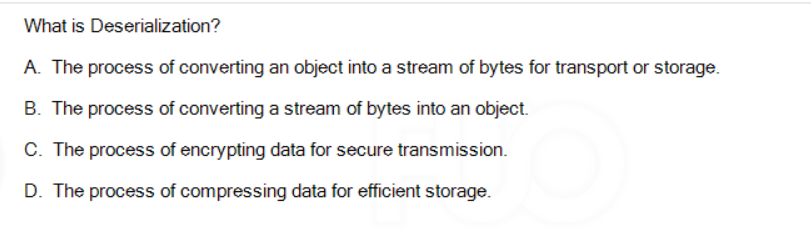 What is Deserialization?
A. The process of converting an object into a stream of bytes for transport or storage.
B. The process of converting a stream of bytes into an object.
C. The process of encrypting data for secure transmission.
D. The process of compressing data for efficient storage.